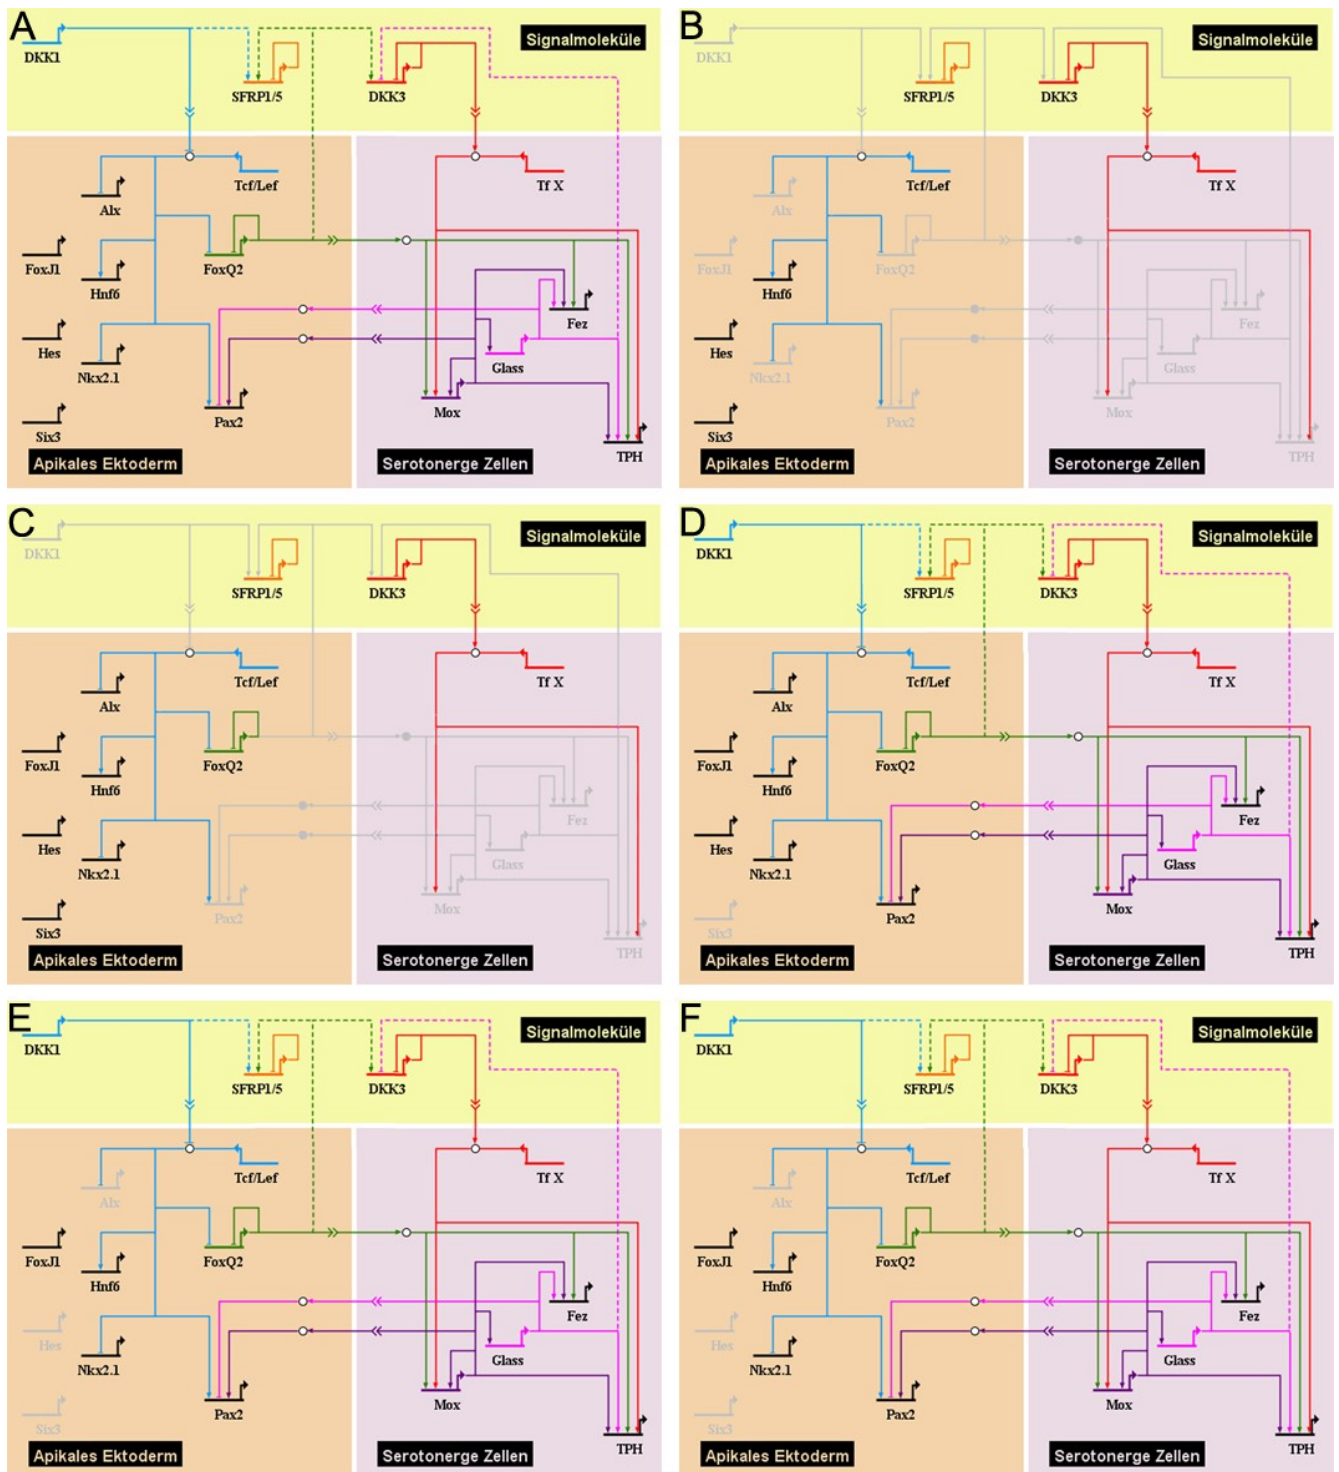 A
DKK1
SFRP1/5
DKK3
Signalmoleküle
Tcf/Lef
Tf X
Alx
FoxJ1
Hnf6
FoxQ2
Fez
Hes
Nkx2.1
Glass
Pax2
Mox
Six3
TPH
Apikales Ektoderm
Serotonerge Zellen
B
DKK1
SFRP1/5
DKK3
Signalmoleküle
Tcf/Lef
Tf X
Alx
FoxJ1
Hnf6
FoxQ2
Fez
Hes
Nkx2.1
Glass
Pax2
Mox
Six3
TPH
Apikales Ektoderm
Serotonerge Zellen
C
DKK1
SFRP1/5
DKK3
Signalmoleküle
Tcf/Lef
Tf X
Alx
FoxJ1
Hnf6
FoxQ2
Fez
Hes
Nkx2.1
Glass
Pax2
Mox
Six3
TPH
Apikales Ektoderm
Serotonerge Zellen
D
DKK1
SFRP1/5
DKK3
Signalmoleküle
Tcf/Lef
Tf X
Alx
FoxJ1
Hnf6
FoxQ2
Fez
Hes
Nkx2.1
Glass
Pax2
Mox
Six3
TPH
Apikales Ektoderm
Serotonerge Zellen
E
DKK1
SFRP1/5
DKK3
Signalmoleküle
Tcf/Lef
Tf X
Alx
FoxJ1
Hnf6
FoxQ2
Fez
Hes
Nkx2.1
Glass
Pax2
Mox
Six3
TPH
Apikales Ektoderm
Serotonerge Zellen
F
DKK1
SFRP1/5
DKK3
Signalmoleküle
Tcf/Lef
Tf X
Alx
FoxJ1
Hnf6
FoxQ2
Fez
Hes
Nkx2.1
Glass
Pax2
Mox
Six3
TPH
Apikales Ektoderm
Serotonerge Zellen